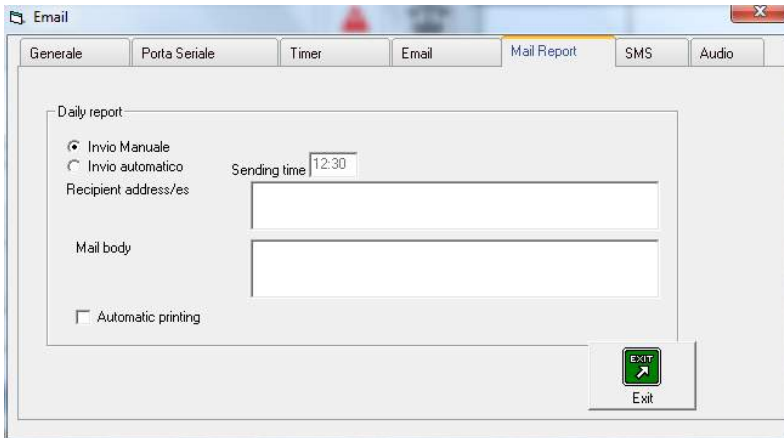 Email
Generale Porta Seriale Timer Email Mail Report SMS Audio
Daily report
Invio Manuale
Invio automatico Sending time 12:30
Recipient address/es
Mail body
Automatic printing
EXIT
Exit